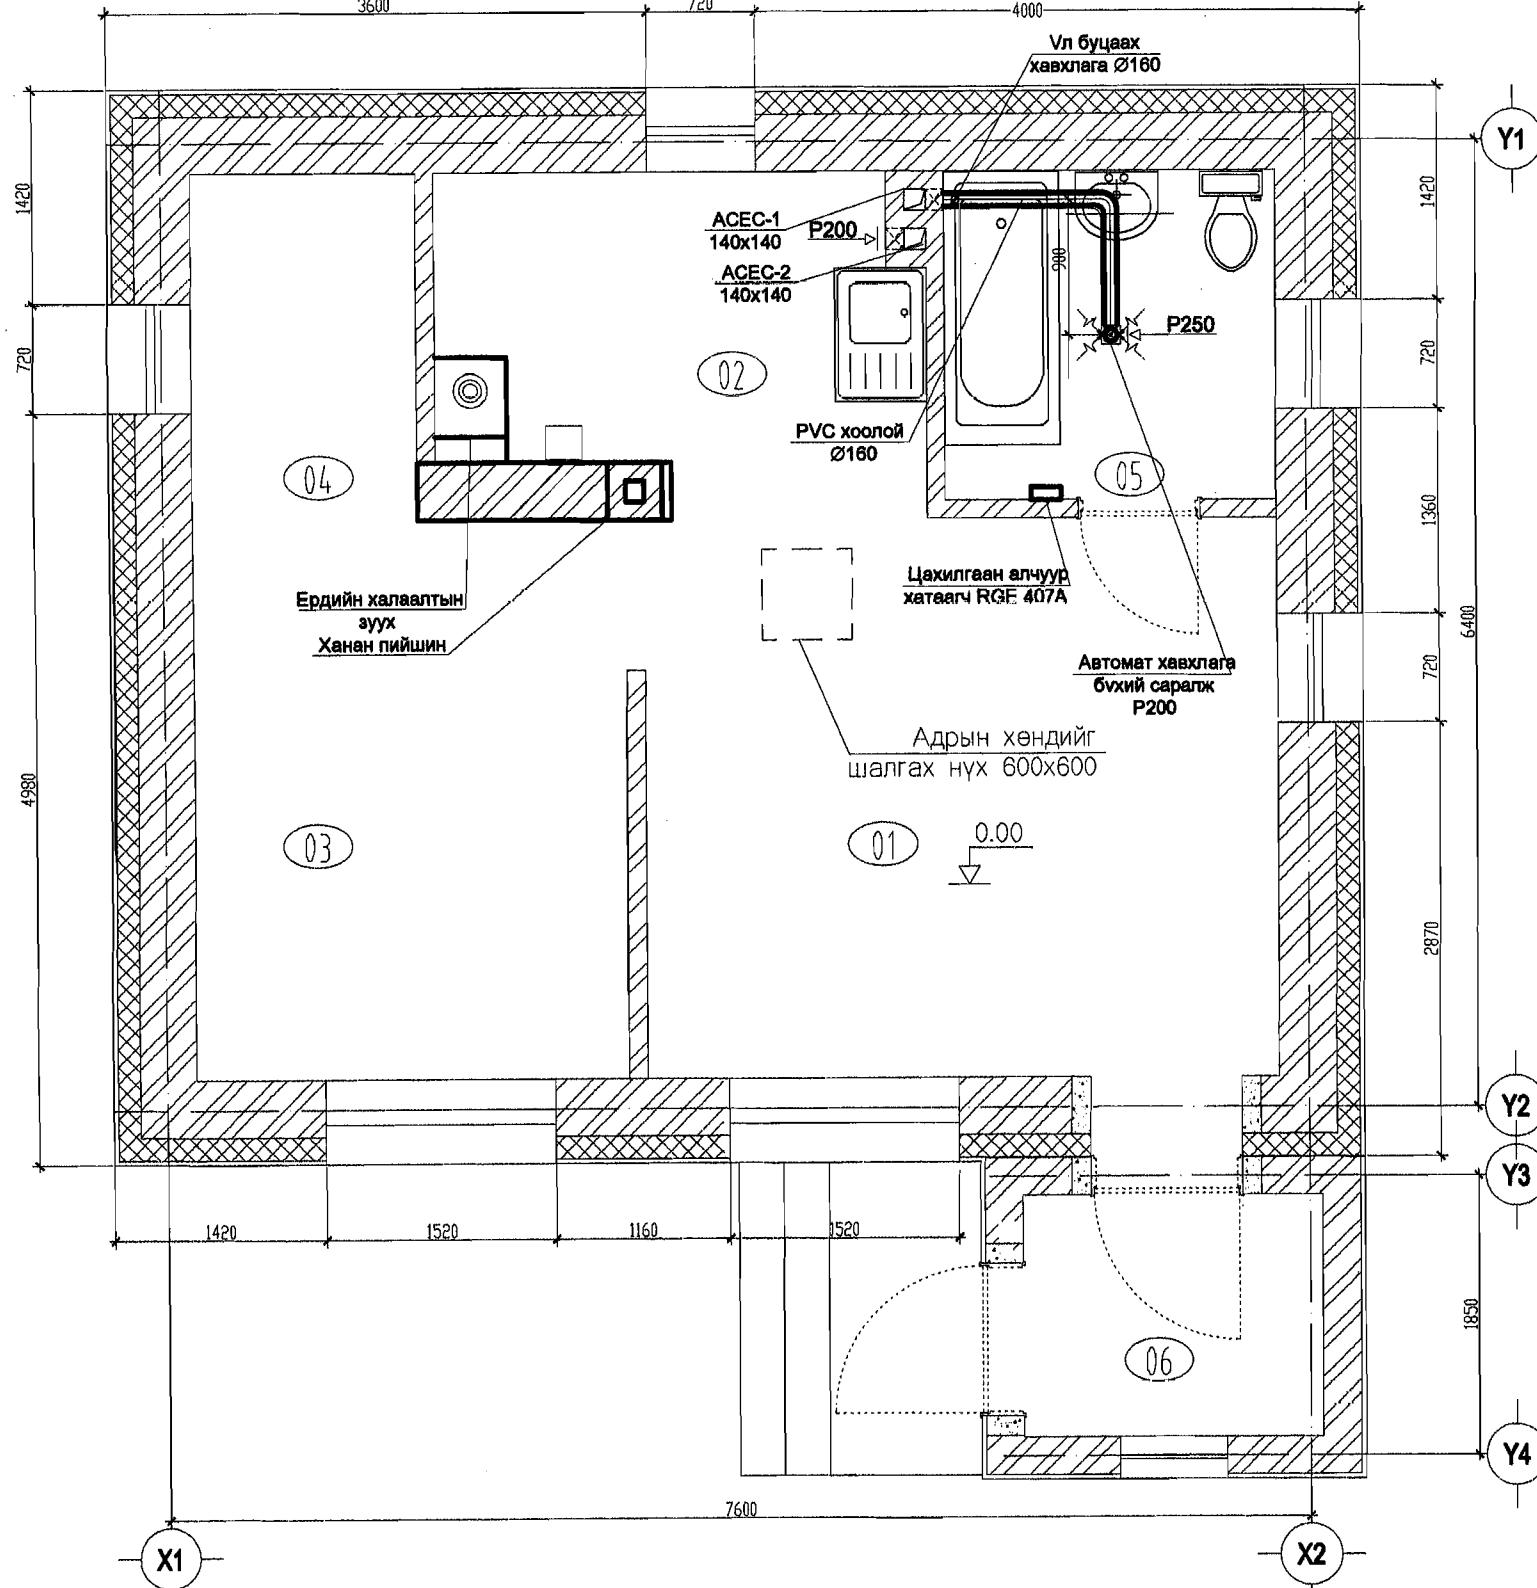 3600
720
4000
Үл буцаах
хавхлага Ø160
Y1
1420
1420
АСЕС-1
140x140
P200
АСЕС-2
140x140
900
P250
720
720
02
PVC хоолой
Ø160
04
05
1360
Цахилгаан алчуур
хатаагч RGE 407A
Ердийн халаалтын
зуух
Ханан пийшин
6400
720
Автомат хавхлага
бүхий саралж
P200
Адрын хөндийг
шалгах нүх 600x600
4980
03
01
0.00
2870
Y2
Y3
1420
1520
1160
1520
1850
06
Y4
7600
X1
X2